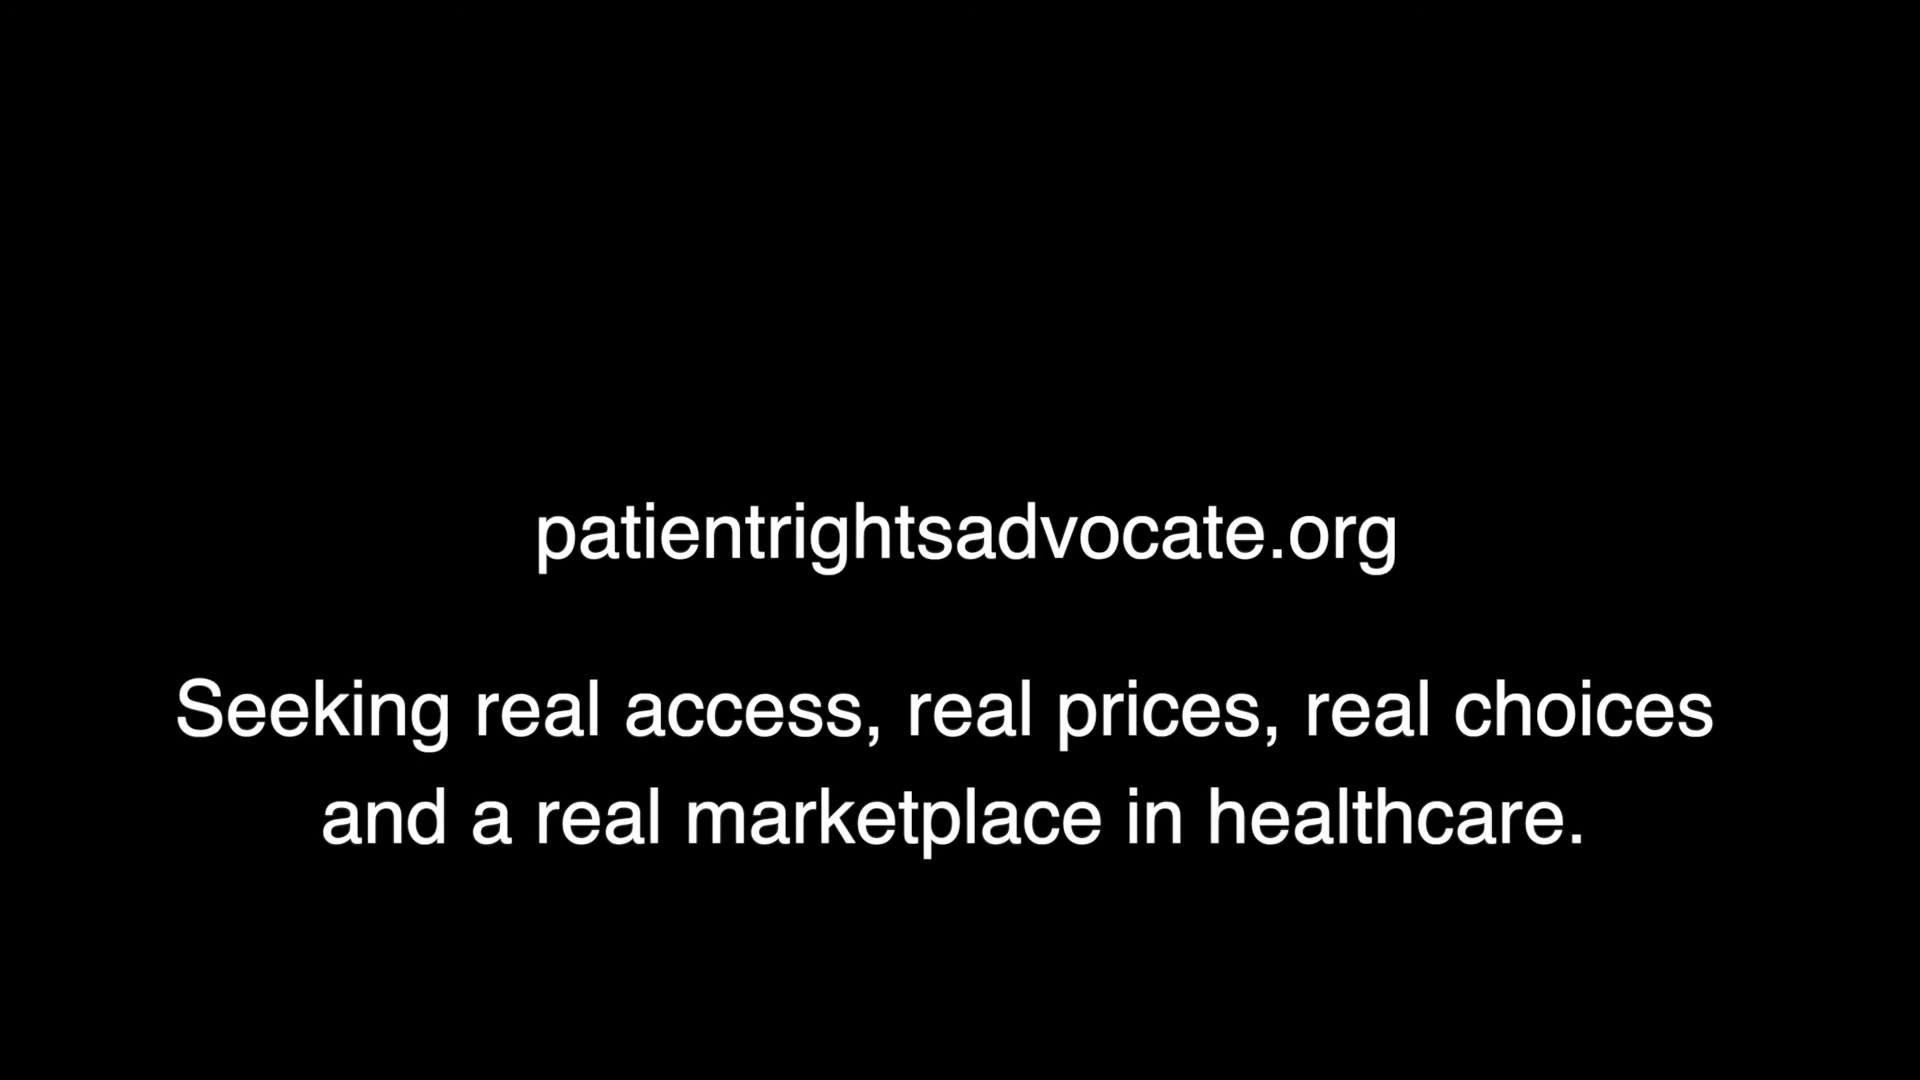 patientrightsadvocate.org
Seeking real access, real prices, real choices
and a real marketplace in healthcare.